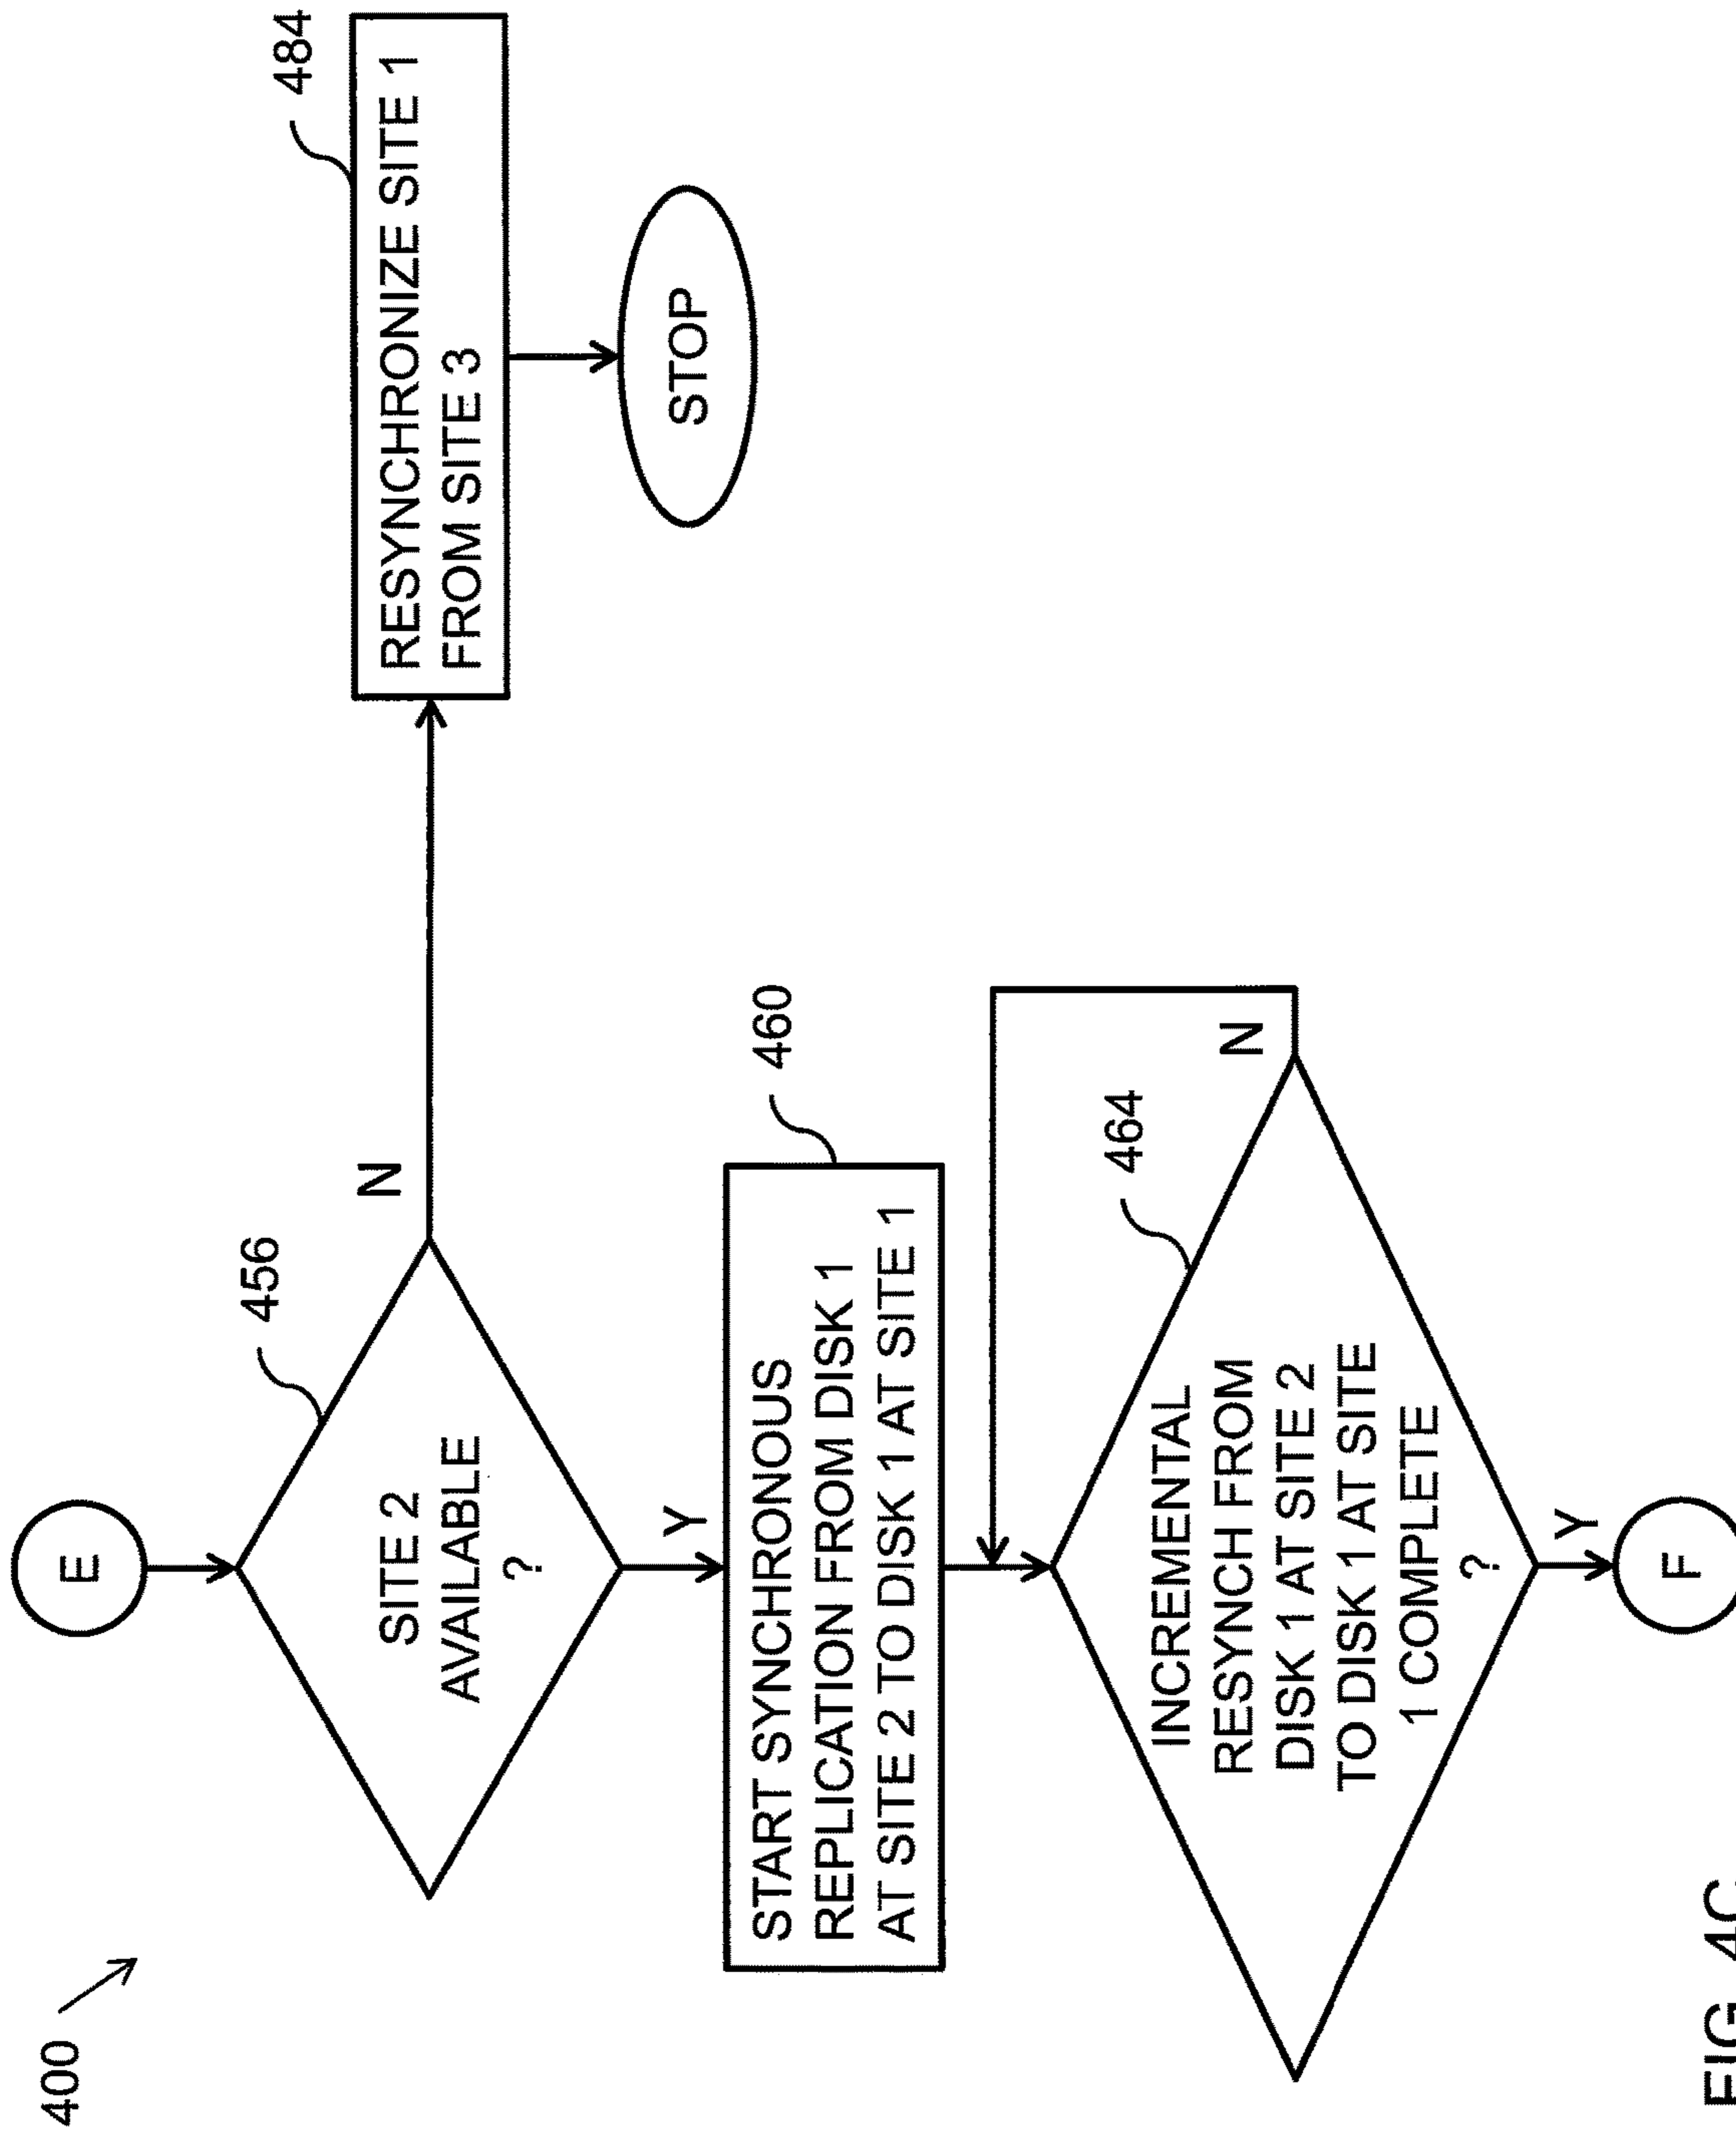 400
E
456
SITE 2
AVAILABLE
?
N
484
RESYNCHRONIZE SITE 1
FROM SITE 3
STOP
Y
460
START SYNCHRONOUS
REPLICATION FROM DISK 1
AT SITE 2 TO DISK 1 AT SITE 1
464
INCREMENTAL
RESYNCH FROM
DISK 1 AT SITE 2
TO DISK 1 AT SITE
1 COMPLETE
?
N
Y
F
FIG. 4C